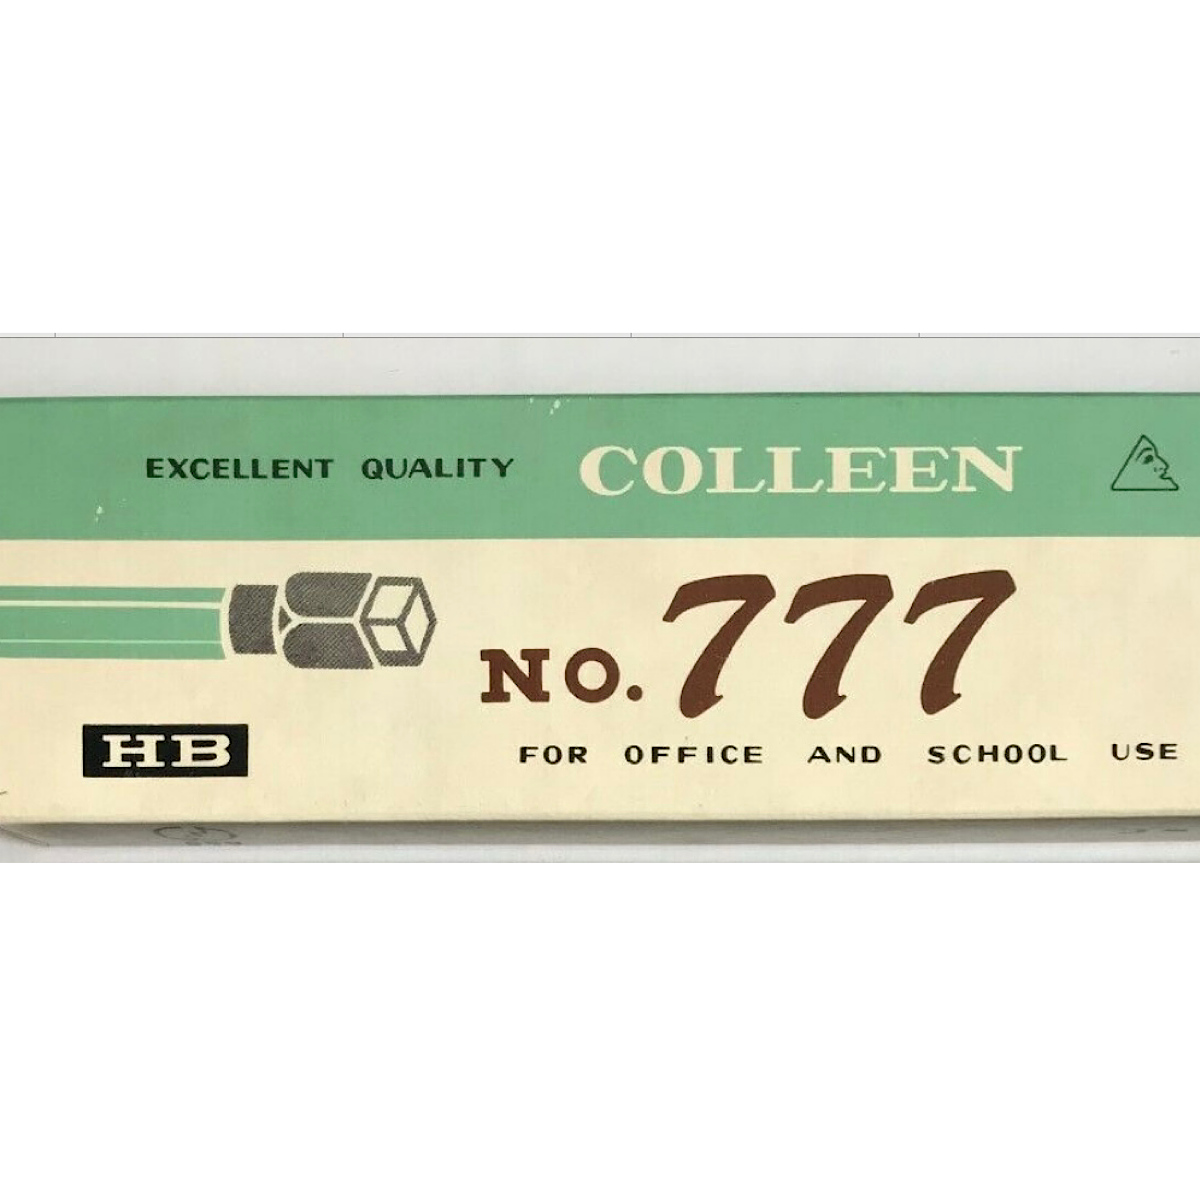 EXCELLENT QUALITY COLLEEN
No. 777
HB
FOR OFFICE AND SCHOOL USE